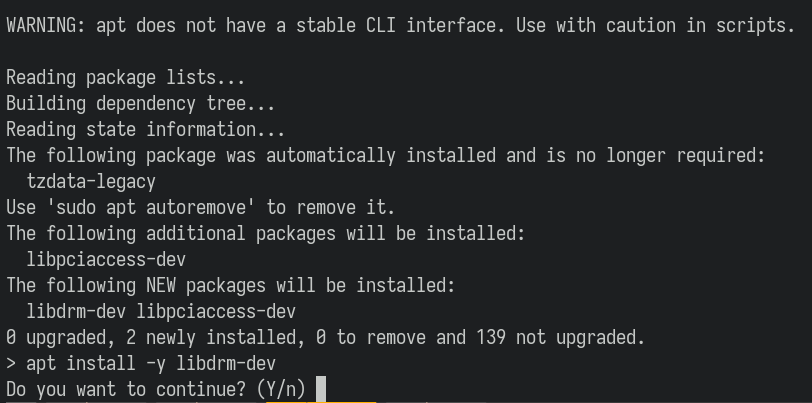 WARNING: apt does not have a stable CLI interface. Use with caution in scripts.
Reading package lists...
Building dependency tree...
Reading state information...
The following package was automatically installed and is no longer required:
  tzdata-legacy
Use 'sudo apt autoremove' to remove it.
The following additional packages will be installed:
  libpciaccess-dev
The following NEW packages will be installed:
  libdrm-dev libpciaccess-dev
0 upgraded, 2 newly installed, 0 to remove and 139 not upgraded.
> apt install -y libdrm-dev
Do you want to continue? (Y/n)